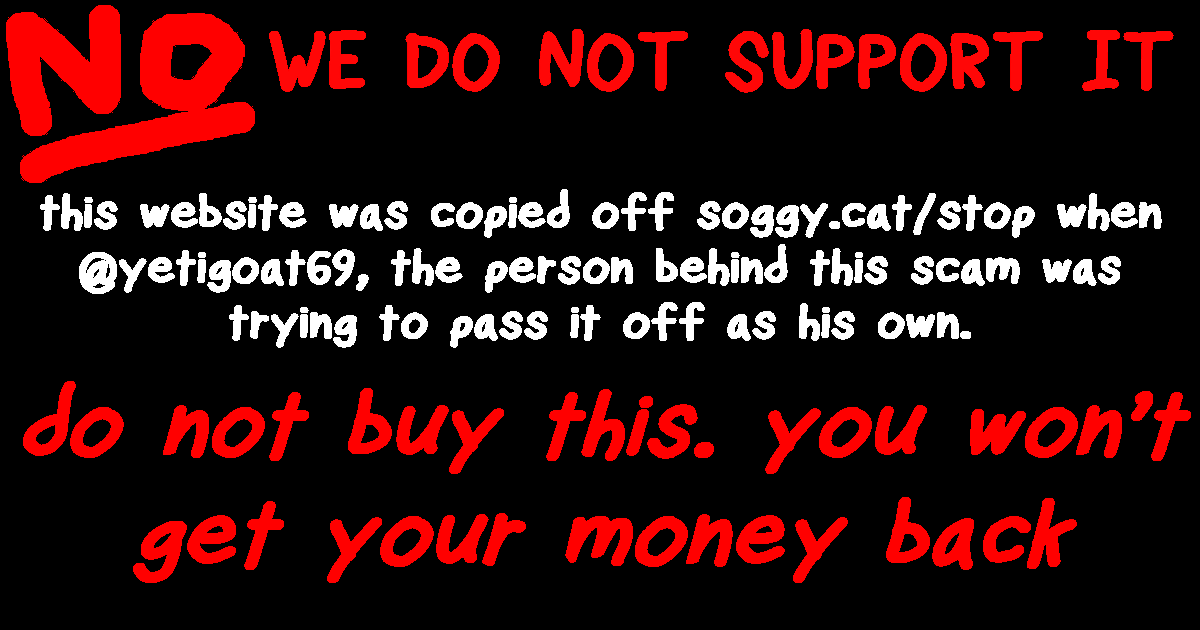 NO WE DO NOT SUPPORT IT
this website was copied off soggy.cat/stop when
@yetigoat69, the person behind this scam was
trying to pass it off as his own.
do not buy this. you won't
get your money back